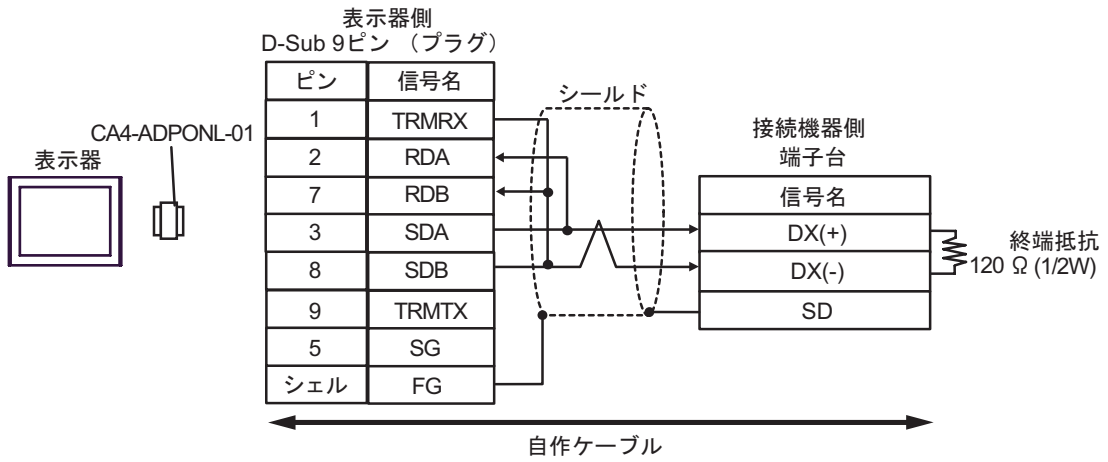 表示器側
D-Sub 9ピン （プラグ）
ピン 信号名
1 TRMRX
2 RDA
7 RDB
3 SDA
8 SDB
9 TRMTX
5 SG
シェル FG
シールド
CA4-ADPONL-01
表示器
接続機器側
端子台
信号名
DX(+)
DX(-)
SD
終端抵抗
120 Ω (1/2W)
自作ケーブル